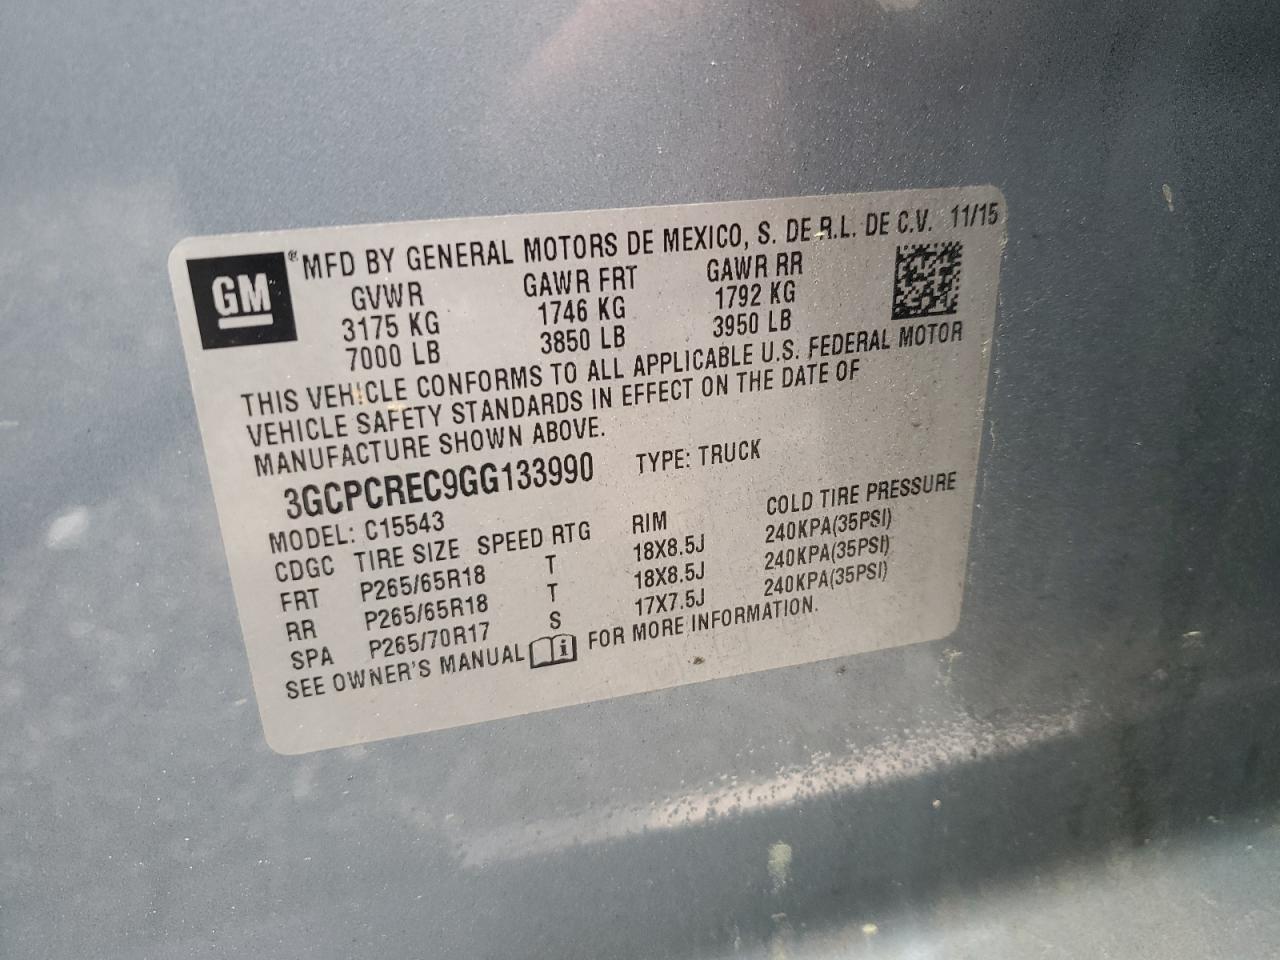 GM ® MFD BY GENERAL MOTORS DE MEXICO, S. DE R.L. DE C.V. 11/15
GVWR GAWR FRT GAWR RR
3175 KG 1746 KG 1792 KG
7000 LB 3850 LB 3950 LB
THIS VEHICLE CONFORMS TO ALL APPLICABLE U.S. FEDERAL MOTOR
VEHICLE SAFETY STANDARDS IN EFFECT ON THE DATE OF
MANUFACTURE SHOWN ABOVE.
3GCPCREC9GG133990 TYPE: TRUCK
MODEL: C15543
CDGC TIRE SIZE SPEED RTG RIM COLD TIRE PRESSURE
FRT P265/65R18 T 18X8.5J 240KPA(35PSI)
RR P265/65R18 T 18X8.5J 240KPA(35PSI)
SPA P265/70R17 S 17X7.5J 240KPA(35PSI)
SEE OWNER'S MANUAL i FOR MORE INFORMATION.